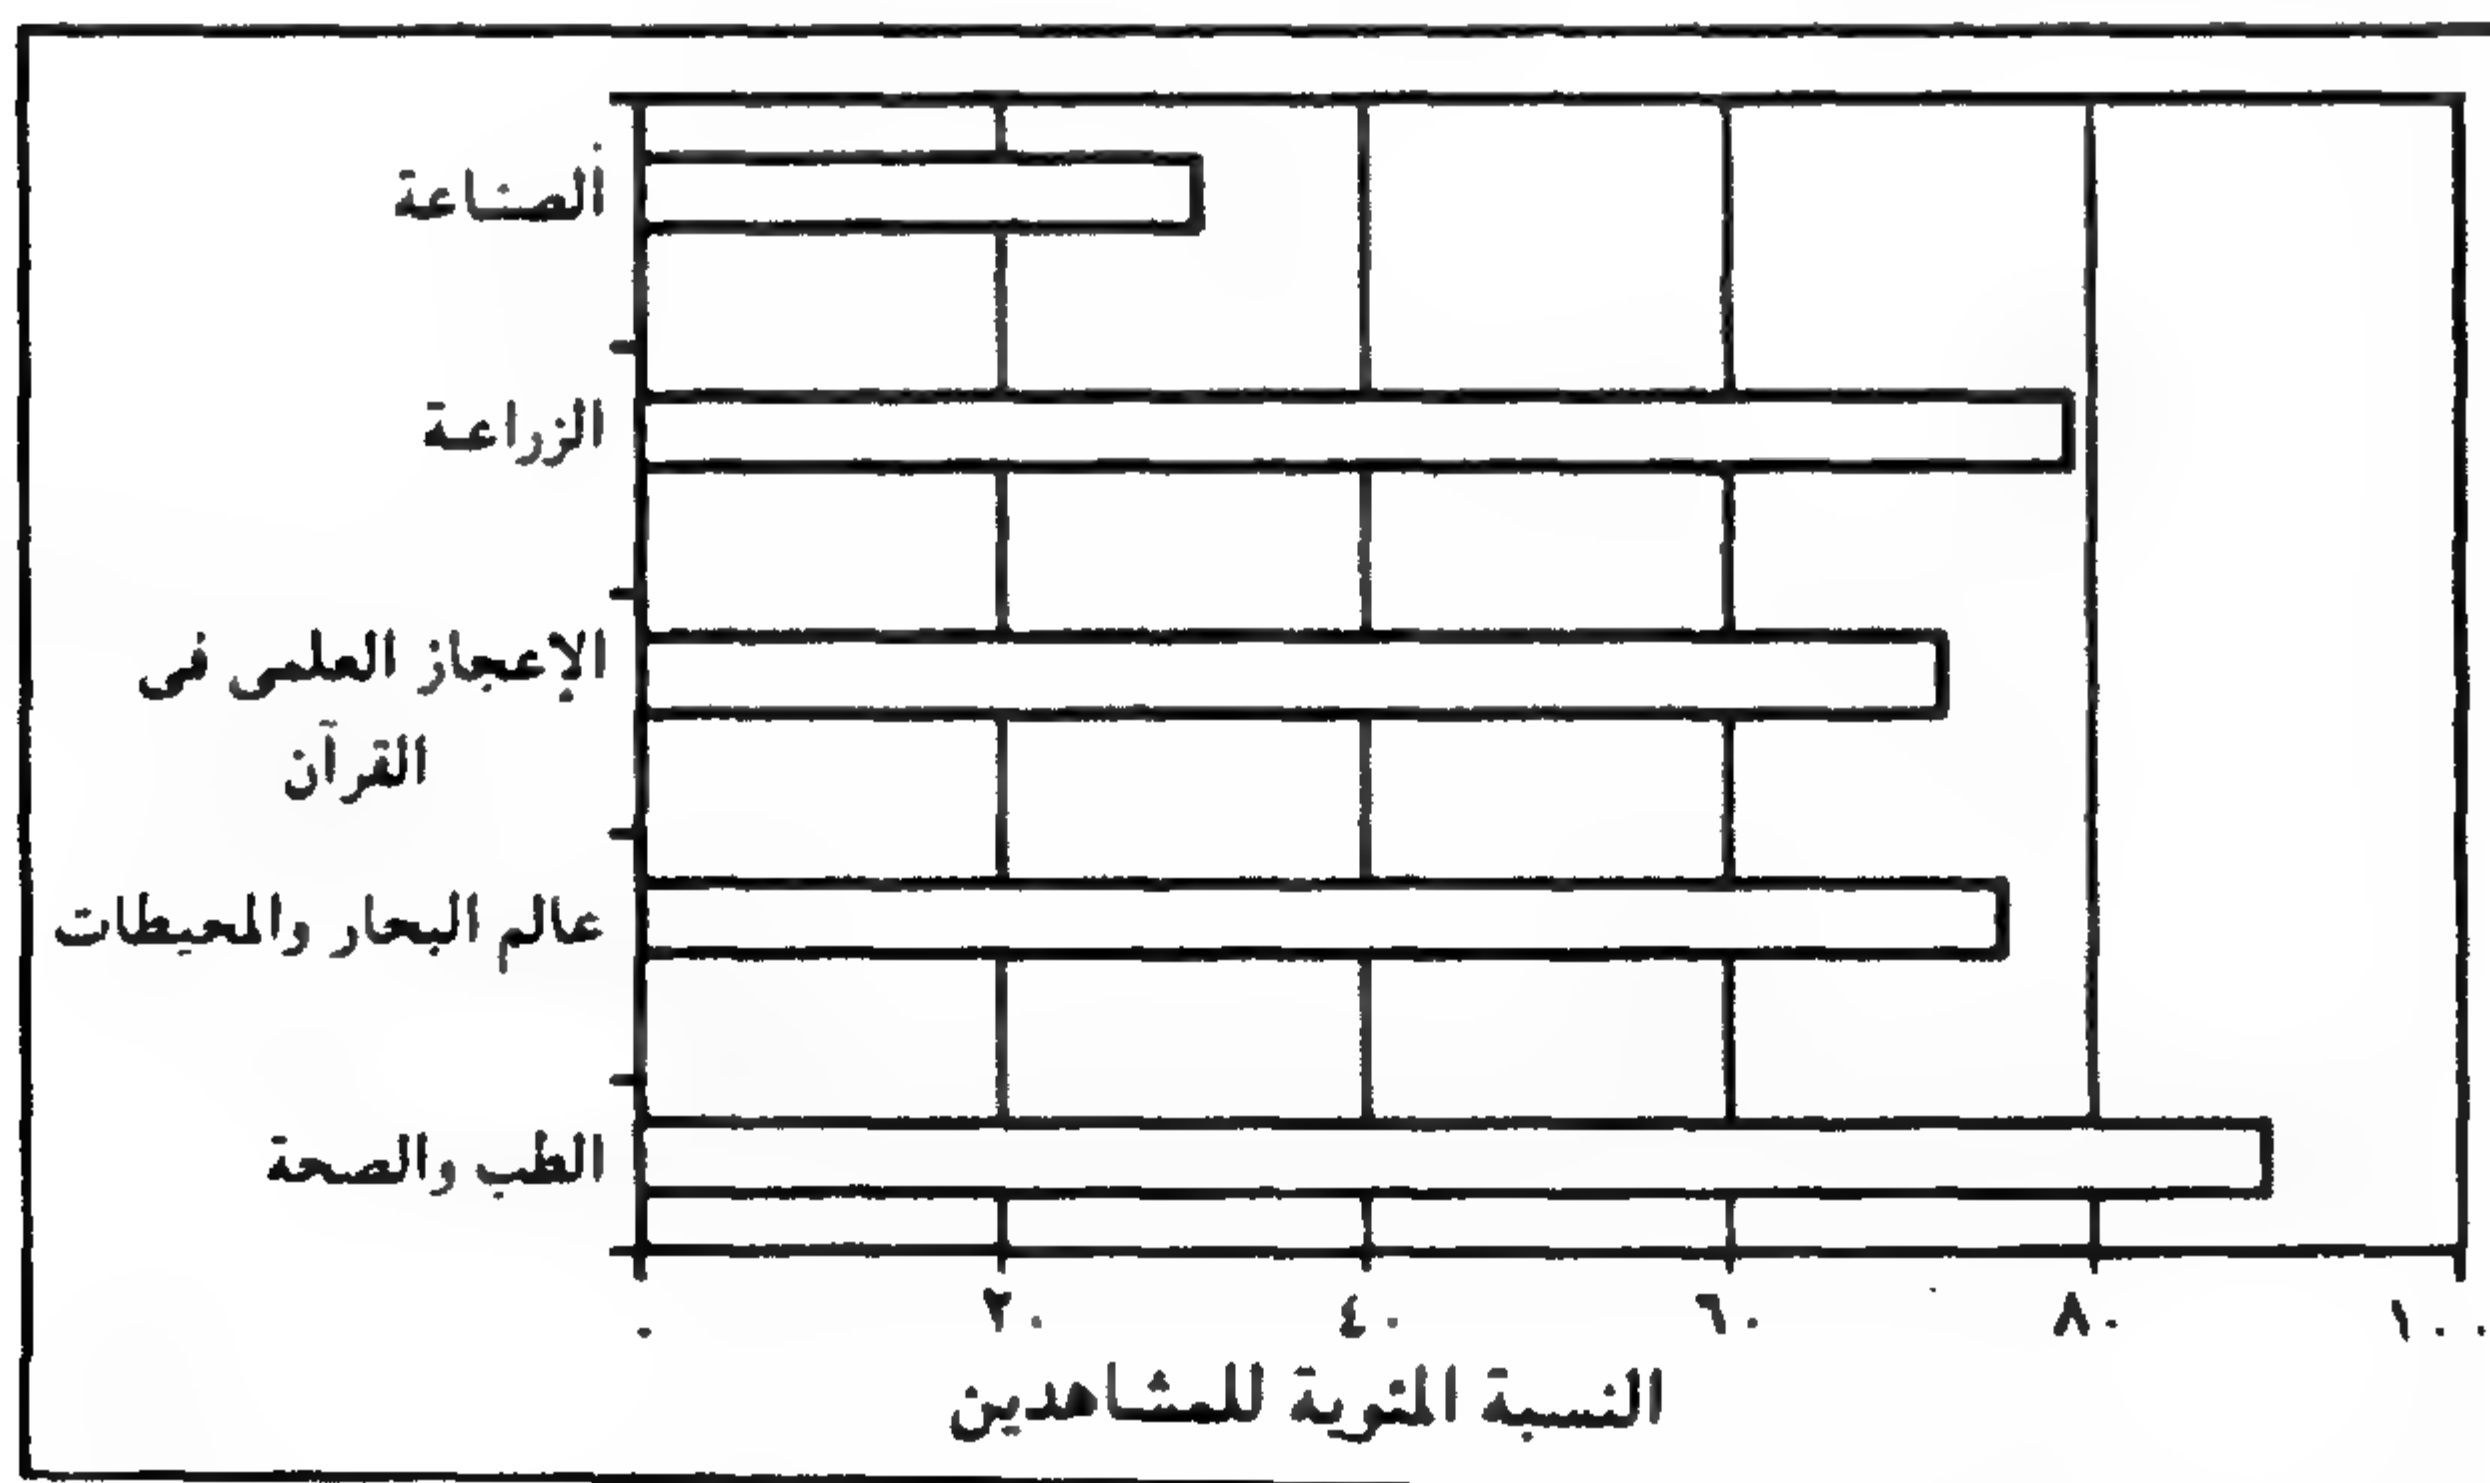 الصناعة
الزراعة
الإعجاز العلمى فى
القرآن
عالم البحار والمحيطات
الطب والصحة
٠ ٢٠ ٤٠ ٦٠ ٨٠ ١٠٠
النسبة المئوية للمشاهدين